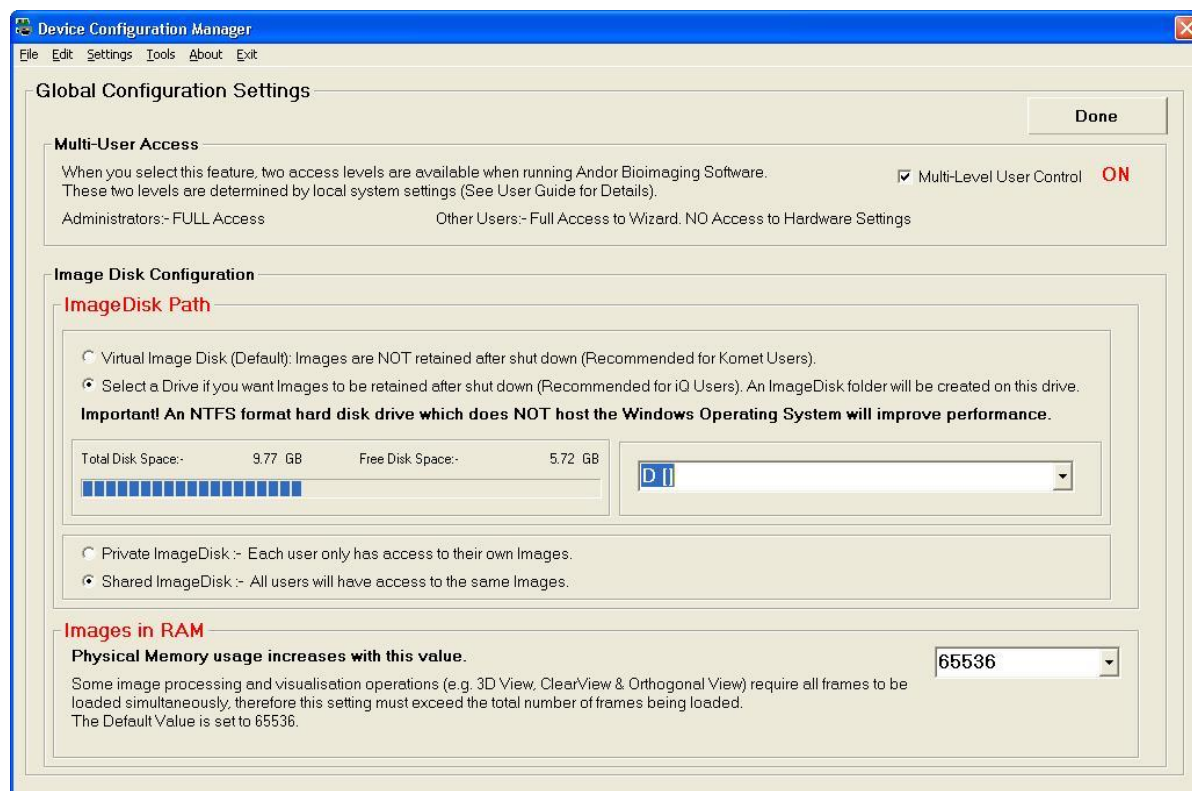 Device Configuration Manager
File Edit Settings Tools About Exit
Global Configuration Settings
Done
Multi-User Access
When you select this feature, two access levels are available when running Andor Bioimaging Software.
These two levels are determined by local system settings (See User Guide for Details).
Multi-Level User Control ON
Administrators:- FULL Access Other Users:- Full Access to Wizard. NO Access to Hardware Settings
Image Disk Configuration
ImageDisk Path
Virtual Image Disk (Default): Images are NOT retained after shut down (Recommended for Komet Users).
Select a Drive if you want Images to be retained after shut down (Recommended for iQ Users). An ImageDisk folder will be created on this drive.
Important! An NTFS format hard disk drive which does NOT host the Windows Operating System will improve performance.
Total Disk Space:- 9.77 GB Free Disk Space:- 5.72 GB
D []
Private ImageDisk :- Each user only has access to their own Images.
Shared ImageDisk :- All users will have access to the same Images.
Images in RAM
Physical Memory usage increases with this value.
65536
Some image processing and visualisation operations (e.g. 3D View, ClearView & Orthogonal View) require all frames to be
loaded simultaneously, therefore this setting must exceed the total number of frames being loaded.
The Default Value is set to 65536.